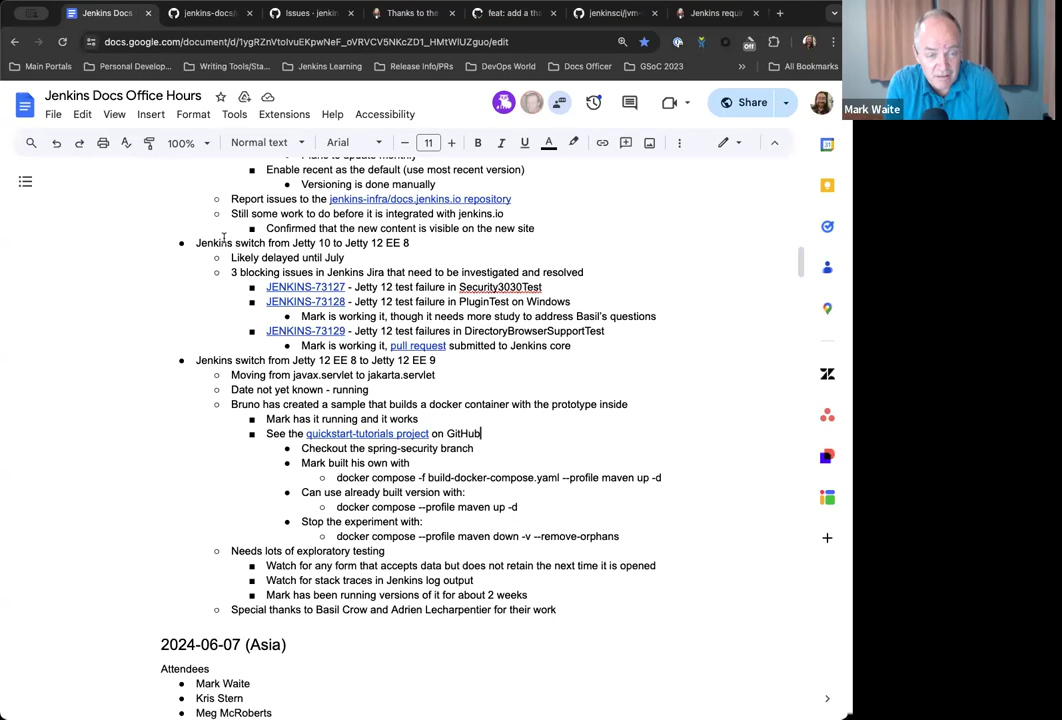 Jenkins Docs
jenkins-docs/
Issues · jenkin
Thanks to the
feat: add a tha
jenkinsci/jvm-
Jenkins requir
docs.google.com/document/d/1ygRZnVtoIvuEKpwNeF_oVRVCV5NKcZD1_HMtWlUZguo/edit
Off
Main Portals
Personal Develop...
Writing Tools/Sta...
Jenkins Learning
Release Info/PRs
DevOps World
Docs Officer
GSoC 2023
All Bookmarks
Jenkins Docs Office Hours
File Edit View Insert Format Tools Extensions Help Accessibility
Share
100% Normal text Arial 11 B I U A
Enable recent as the default (use most recent version)
Versioning is done manually
Report issues to the jenkins-infra/docs.jenkins.io repository
Still some work to do before it is integrated with jenkins.io
Confirmed that the new content is visible on the new site
Jenkins switch from Jetty 10 to Jetty 12 EE 8
Likely delayed until July
3 blocking issues in Jenkins Jira that need to be investigated and resolved
JENKINS-73127 - Jetty 12 test failure in Security3030Test
JENKINS-73128 - Jetty 12 test failure in PluginTest on Windows
Mark is working it, though it needs more study to address Basil's questions
JENKINS-73129 - Jetty 12 test failures in DirectoryBrowserSupportTest
Mark is working it, pull request submitted to Jenkins core
Jenkins switch from Jetty 12 EE 8 to Jetty 12 EE 9
Moving from javax.servlet to jakarta.servlet
Date not yet known - running
Bruno has created a sample that builds a docker container with the prototype inside
Mark has it running and it works
See the quickstart-tutorials project on GitHub
Checkout the spring-security branch
Mark built his own with
docker compose -f build-docker-compose.yaml --profile maven up -d
Can use already built version with:
docker compose --profile maven up -d
Stop the experiment with:
docker compose --profile maven down -v --remove-orphans
Needs lots of exploratory testing
Watch for any form that accepts data but does not retain the next time it is opened
Watch for stack traces in Jenkins log output
Mark has been running versions of it for about 2 weeks
Special thanks to Basil Crow and Adrien Lecharpentier for their work
2024-06-07 (Asia)
Attendees
Mark Waite
Kris Stern
Meg McRoberts
Mark Waite